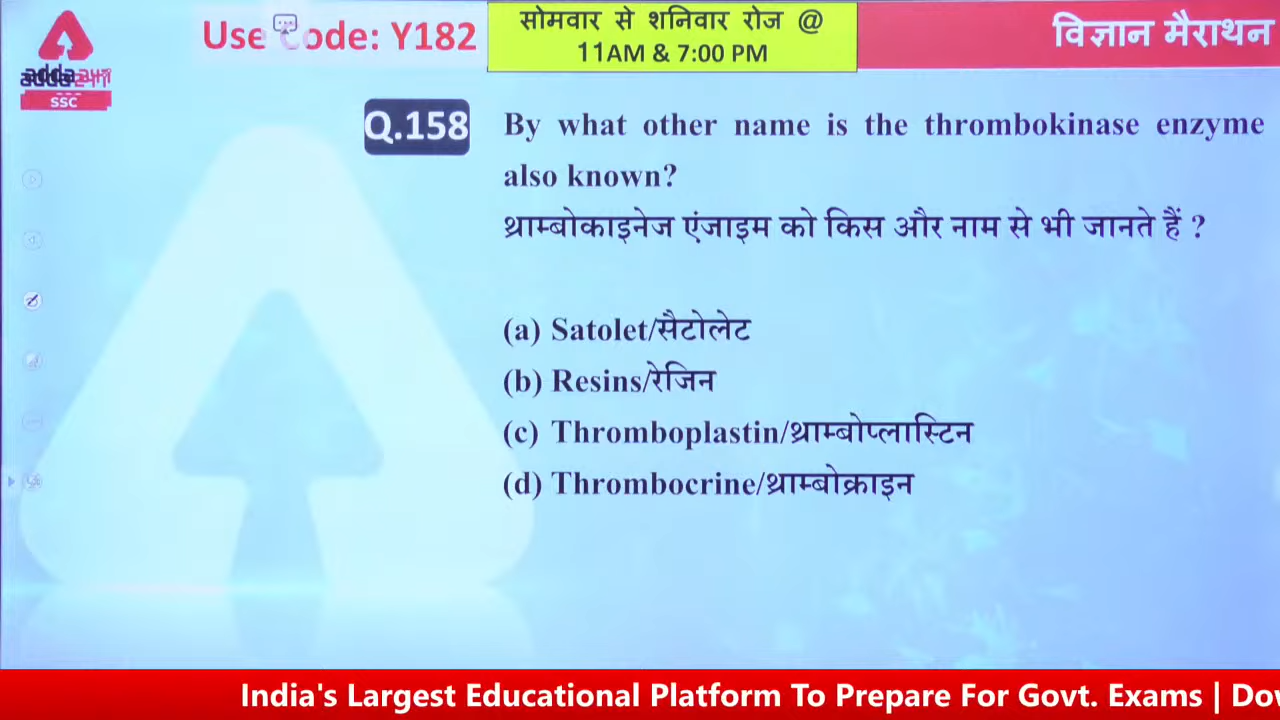 Use Code: Y182
सोमवार से शनिवार रोज @
11AM & 7:00 PM
विज्ञान मैराथन
SSC
Q.158
By what other name is the thrombokinase enzyme
also known?
थ्राम्बोकाइनेज एंजाइम को किस और नाम से भी जानते हैं ?
(a) Satolet/सैटोलेट
(b) Resins/रेजिन
(c) Thromboplastin/थ्राम्बोप्लास्टिन
(d) Thrombocrine/थ्राम्बोक्राइन
India's Largest Educational Platform To Prepare For Govt. Exams | Dov